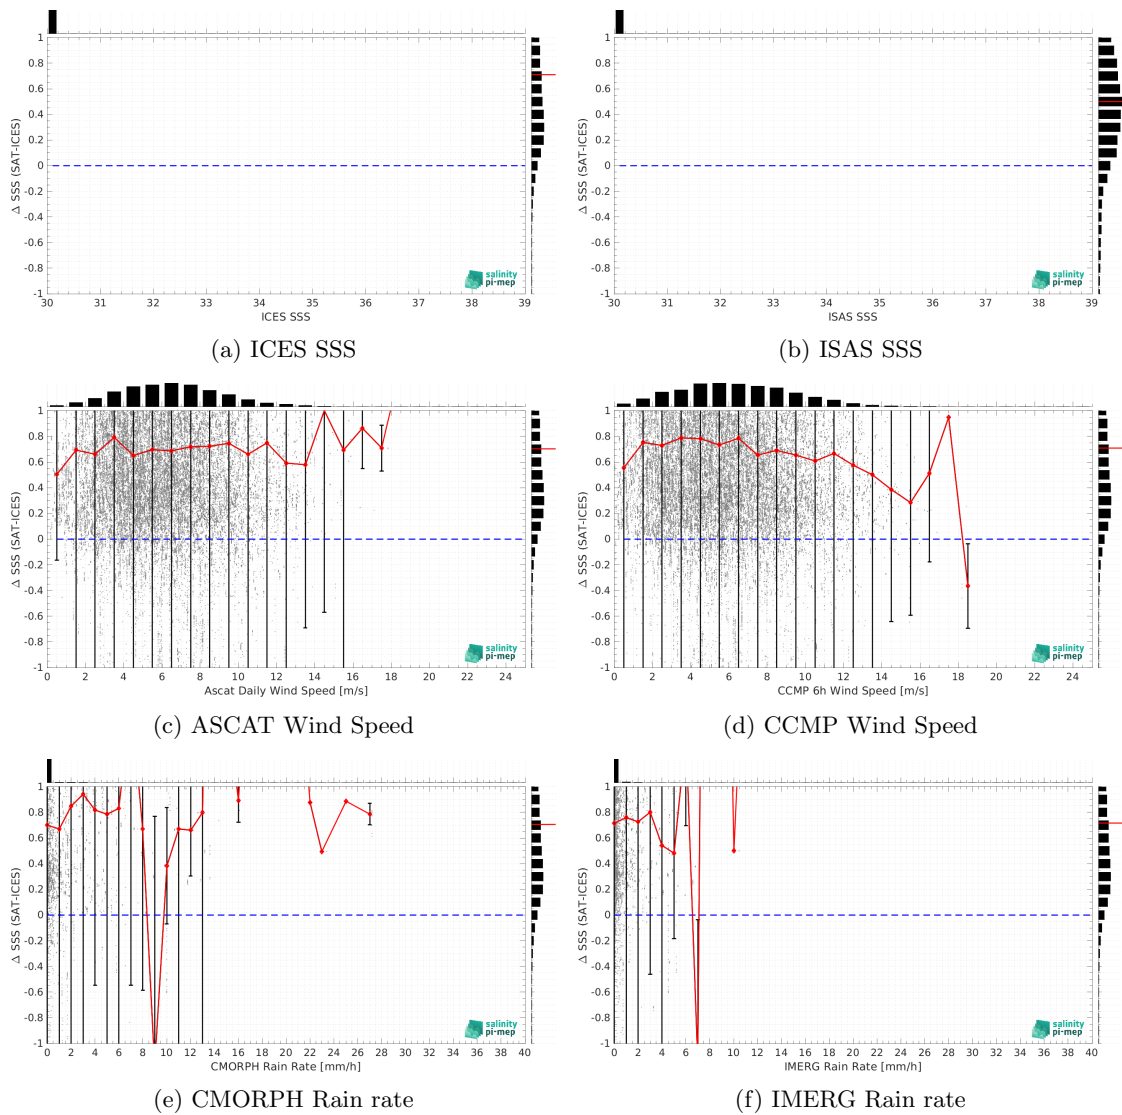 1
0.8
0.6
0.4
0.2
0
-0.2
-0.4
-0.6
-0.8
-1
Δ SSS (SAT-ICES)
salinity
pi-mep
30 31 32 33 34 35 36 37 38 39
ICES SSS
(a) ICES SSS
1
0.8
0.6
0.4
0.2
0
-0.2
-0.4
-0.6
-0.8
-1
Δ SSS (SAT-ICES)
salinity
pi-mep
30 31 32 33 34 35 36 37 38 39
ISAS SSS
(b) ISAS SSS
1
0.8
0.6
0.4
0.2
0
-0.2
-0.4
-0.6
-0.8
-1
Δ SSS (SAT-ICES)
salinity
pi-mep
0 2 4 6 8 10 12 14 16 18 20 22 24
Ascat Daily Wind Speed [m/s]
(c) ASCAT Wind Speed
1
0.8
0.6
0.4
0.2
0
-0.2
-0.4
-0.6
-0.8
-1
Δ SSS (SAT-ICES)
salinity
pi-mep
0 2 4 6 8 10 12 14 16 18 20 22 24
CCMP 6h Wind Speed [m/s]
(d) CCMP Wind Speed
1
0.8
0.6
0.4
0.2
0
-0.2
-0.4
-0.6
-0.8
-1
Δ SSS (SAT-ICES)
salinity
pi-mep
0 2 4 6 8 10 12 14 16 18 20 22 24 26 28 30 32 34 36 38 40
CMORPH Rain Rate [mm/h]
(e) CMORPH Rain rate
1
0.8
0.6
0.4
0.2
0
-0.2
-0.4
-0.6
-0.8
-1
Δ SSS (SAT-ICES)
salinity
pi-mep
0 2 4 6 8 10 12 14 16 18 20 22 24 26 28 30 32 34 36 38 40
IMERG Rain Rate [mm/h]
(f) IMERG Rain rate